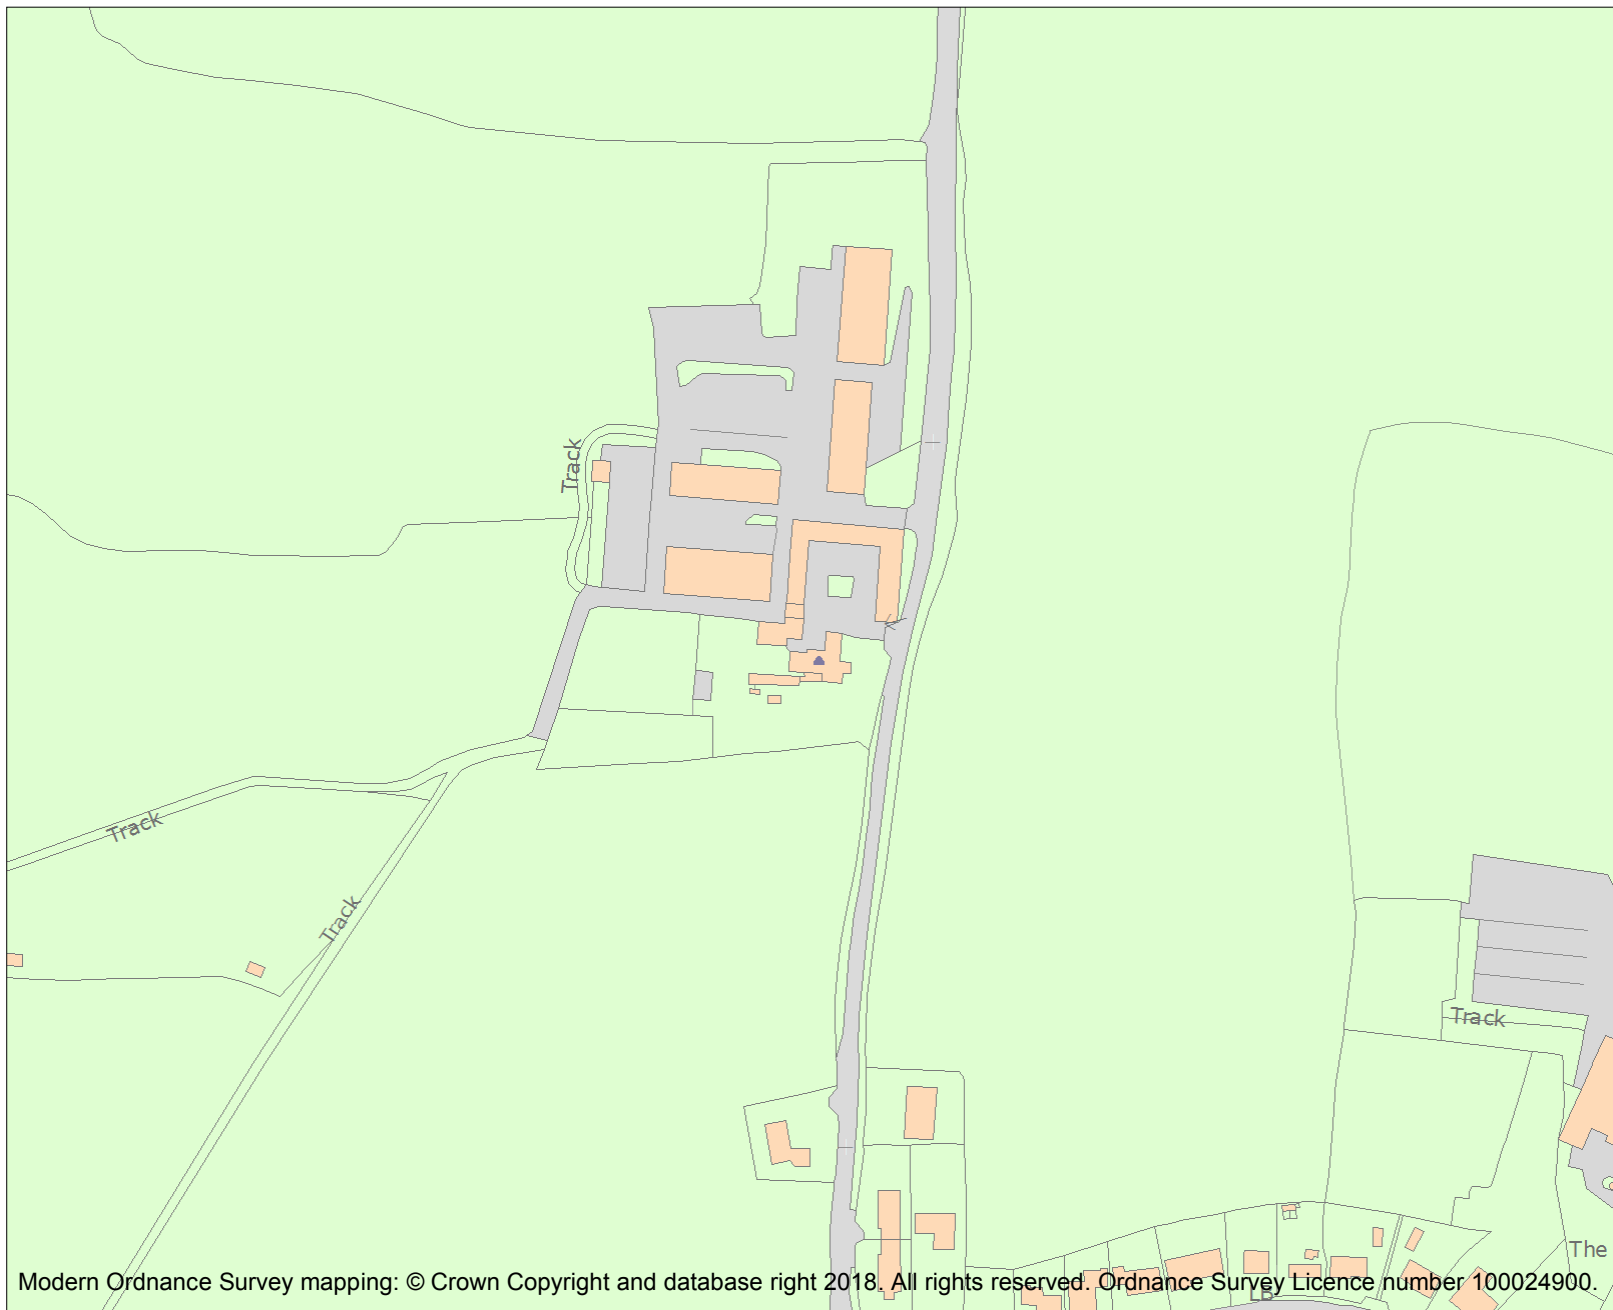 Track
Track
Track
Track
The
LB
Modern Ordnance Survey mapping: © Crown Copyright and database right 2018. All rights reserved. Ordnance Survey Licence number 100024900.